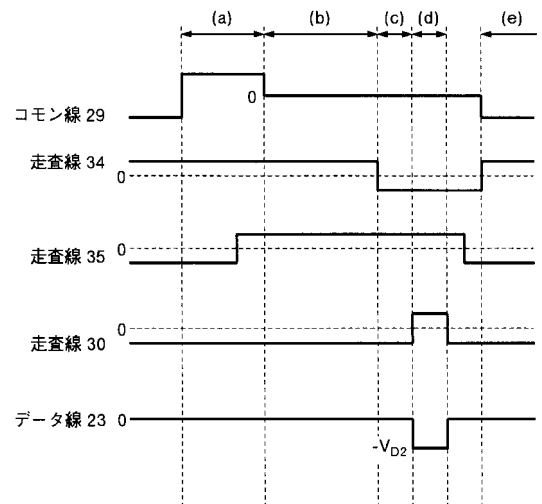 (a) (b) (c) (d) (e)
0
コモン線 29
走査線 34
0
0
走査線 35
0
走査線 30
データ線 23 0
-VD2